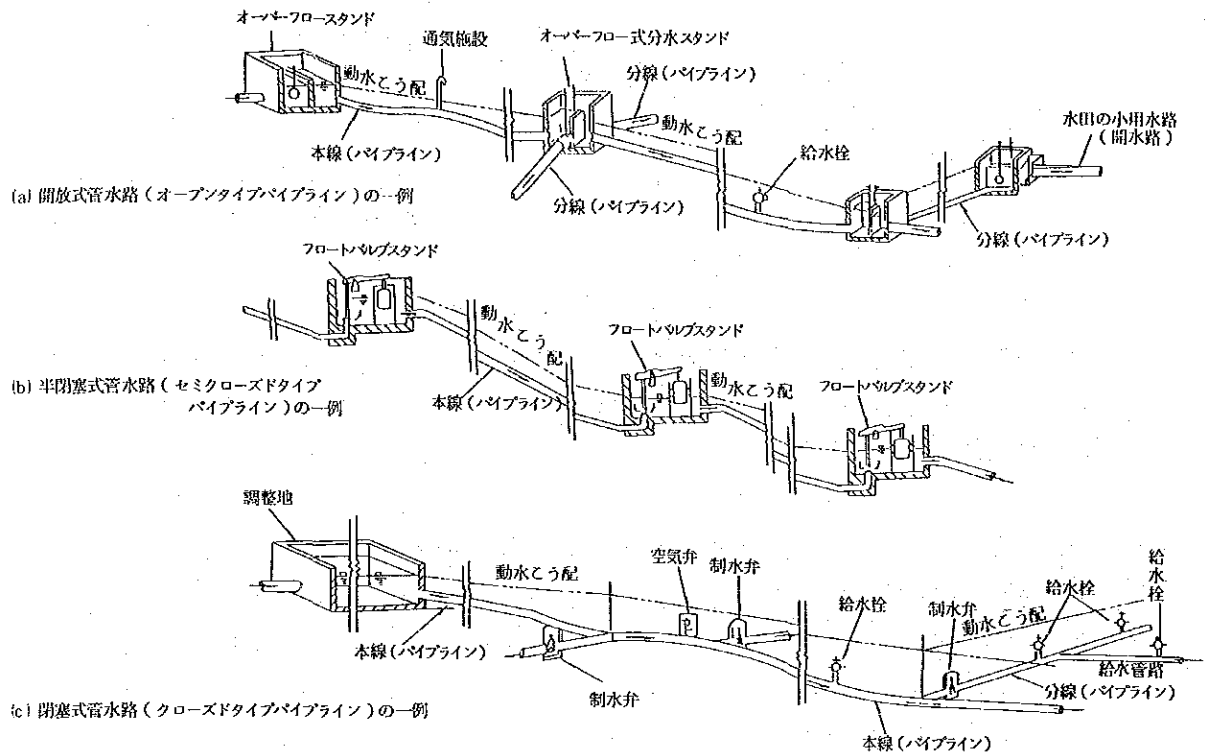 オーバーフロースタンド
通気施設
オーバーフロー式分水スタンド
分線(パイプライン)
動水こう配
動水こう配
水田の小用水路
(開水路)
給水栓
本線(パイプライン)
分線(パイプライン)
分線(パイプライン)
(a) 開放式管水路(オープンタイプパイプライン)の一例
フロートバルブスタンド
動水こう配
フロートバルブスタンド
動水こう配
フロートバルブスタンド
本線(パイプライン)
(b) 半閉塞式管水路(セミクローズドタイプ
パイプライン)の一例
調整地
動水こう配
空気弁
制水弁
給水栓
制水弁
給水栓
給水栓
動水こう配
本線(パイプライン)
制水弁
給水管路
分線(パイプライン)
本線(パイプライン)
(c) 閉塞式管水路(クローズドタイプパイプライン)の一例